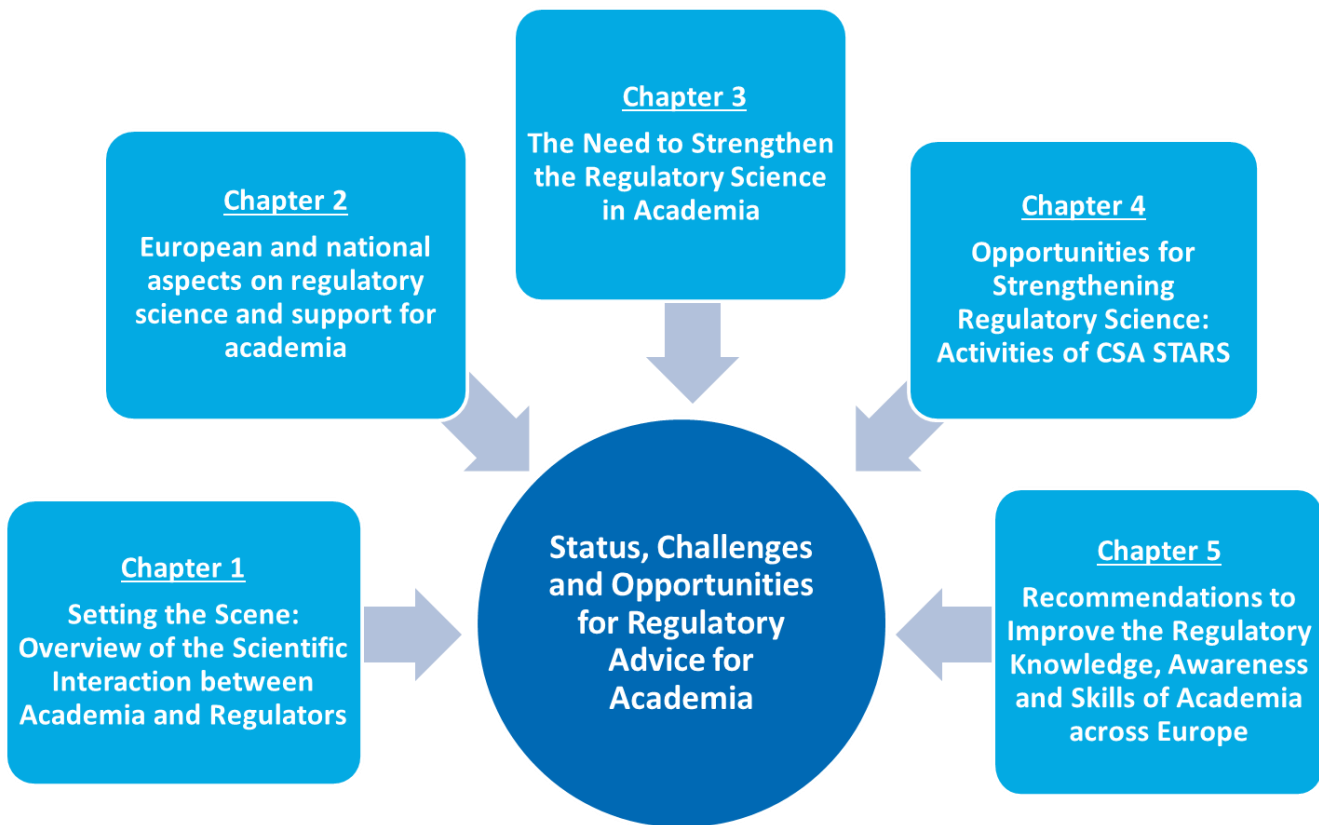 Chapter 1
Setting the Scene:
Overview of the Scientific
Interaction between
Academia and Regulators
Chapter 2
European and national
aspects on regulatory
science and support for
academia
Chapter 3
The Need to Strengthen
the Regulatory Science
in Academia
Chapter 4
Opportunities for
Strengthening
Regulatory Science:
Activities of CSA STARS
Chapter 5
Recommendations to
Improve the Regulatory
Knowledge, Awareness
and Skills of Academia
across Europe
Status, Challenges
and Opportunities
for Regulatory
Advice for
Academia